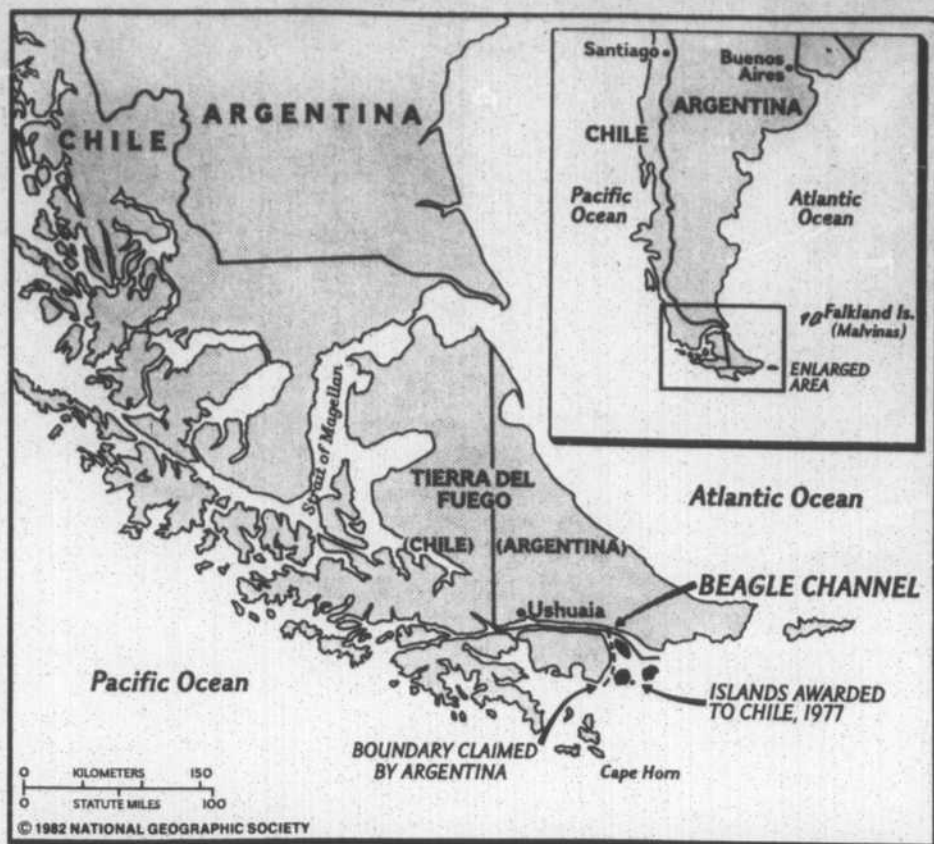 CHILE
ARGENTINA
Strait of Magellan
TIERRA DEL
FUEGO
(CHILE) (ARGENTINA)
Ushuaia
BEAGLE CHANNEL
Atlantic Ocean
Pacific Ocean
ISLANDS AWARDED
TO CHILE, 1977
BOUNDARY CLAIMED
BY ARGENTINA
Cape Horn
0 KILOMETERS 150
0 STATUTE MILES 100
© 1982 NATIONAL GEOGRAPHIC SOCIETY
Santiago
Buenos
Aires
ARGENTINA
CHILE
Pacific
Ocean
Atlantic
Ocean
Falkland Is.
(Malvinas)
ENLARGED
AREA